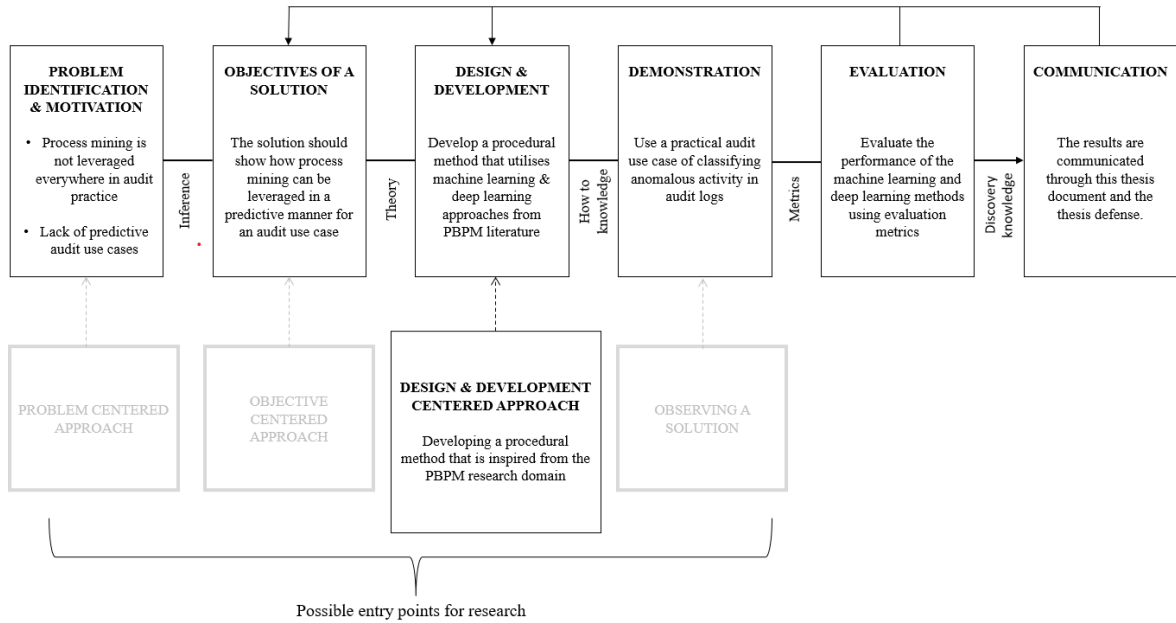 PROBLEM
IDENTIFICATION
& MOTIVATION
• Process mining is
not leveraged
everywhere in audit
practice
• Lack of predictive
audit use cases
Inference
OBJECTIVES OF A
SOLUTION
The solution should
show how process
mining can be
leveraged in a
predictive manner for
an audit use case
Theory
DESIGN &
DEVELOPMENT
Develop a procedural
method that utilises
machine learning &
deep learning
approaches from
PBPM literature
How to
knowledge
DEMONSTRATION
Use a practical audit
use case of classifying
anomalous activity in
audit logs
Metrics
EVALUATION
Evaluate the
performance of the
machine learning and
deep learning methods
using evaluation
metrics
Discovery
knowledge
COMMUNICATION
The results are
communicated
through this thesis
document and the
thesis defense.
PROBLEM CENTERED
APPROACH
OBJECTIVE
CENTERED
APPROACH
DESIGN & DEVELOPMENT
CENTERED APPROACH
Developing a procedural
method that is inspired from the
PBPM research domain
OBSERVING A
SOLUTION
Possible entry points for research